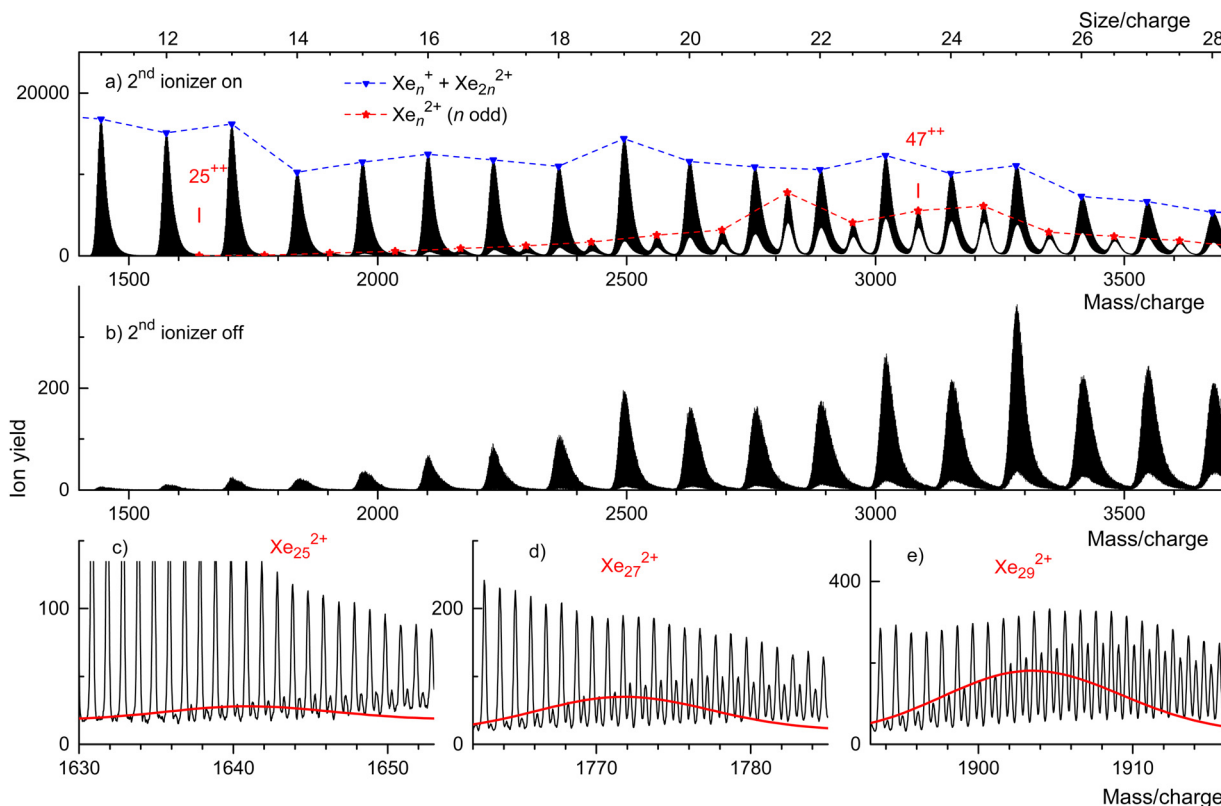 Size/charge
12 14 16 18 20 22 24 26 28
a) 2nd ionizer on
Xen+ + Xe2n2+
Xen2+ (n odd)
20000
0
25++
47++
1500 2000 2500 3000 3500
Mass/charge
b) 2nd ionizer off
Ion yield
200
0
1500 2000 2500 3000 3500
Mass/charge
c) Xe252+
100
0
1630 1640 1650
d) Xe272+
200
0
1770 1780
e) Xe292+
400
0
1900 1910
Mass/charge